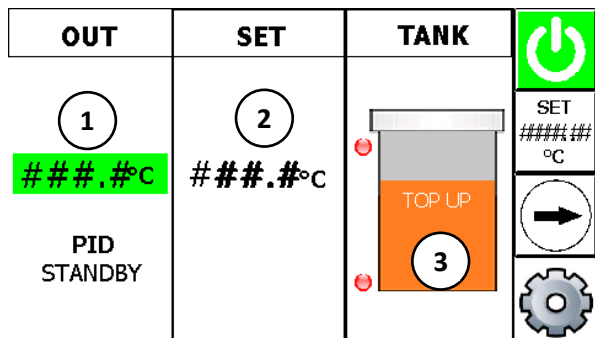 OUT
SET
TANK
1
2
SET
####.##
°C
###.#°C
###.#°C
TOP UP
PID
STANDBY
3